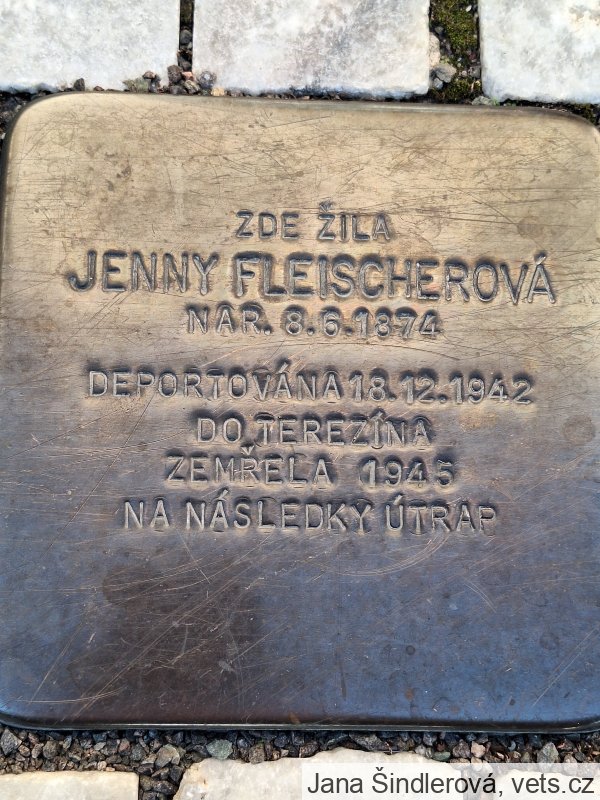 ZDE ŽILA
JENNY FLEISCHEROVÁ
NAR. 8.6.1874
DEPORTOVÁNA 18.12.1942
DO TEREZÍNA
ZEMŘELA 1945
NA NÁSLEDKY ÚTRAP
Jana Šindlerová, vets.cz